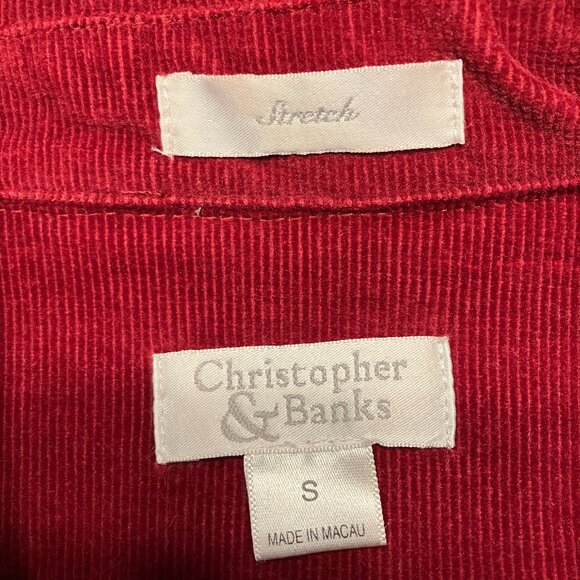 Stretch
Christopher
& Banks
S
MADE IN MACAU